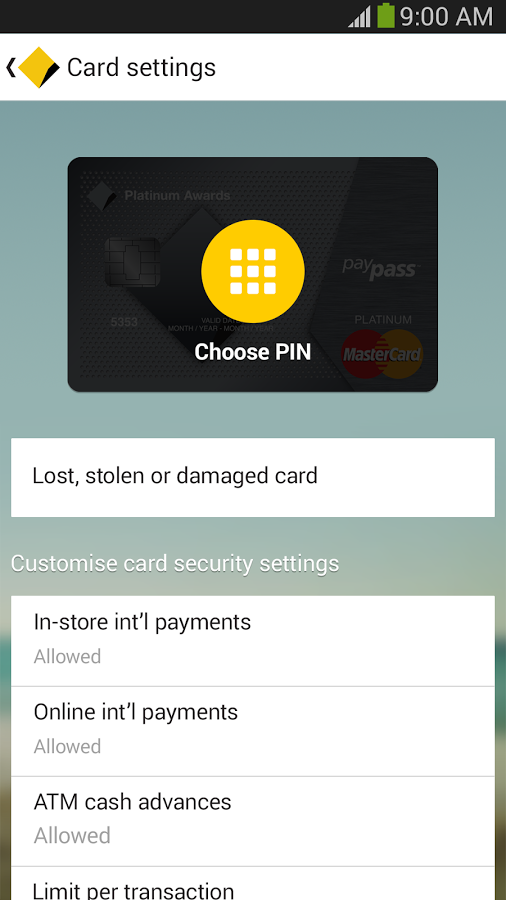 9:00 AM
Card settings
Platinum Awards
paypass
5353
MONTH / YEAR - MONTH / YEAR
PLATINUM
MasterCard
Choose PIN
Lost, stolen or damaged card
Customise card security settings
In-store int'l payments
Allowed
Online int'l payments
Allowed
ATM cash advances
Allowed
Limit per transaction